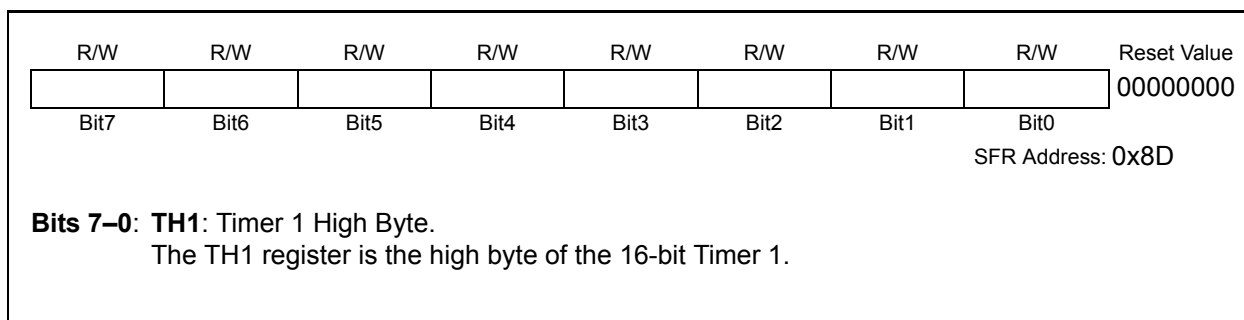 R/W R/W R/W R/W R/W R/W R/W R/W Reset Value
00000000
Bit7 Bit6 Bit5 Bit4 Bit3 Bit2 Bit1 Bit0
SFR Address: 0x8D
Bits 7–0: TH1: Timer 1 High Byte.
The TH1 register is the high byte of the 16-bit Timer 1.